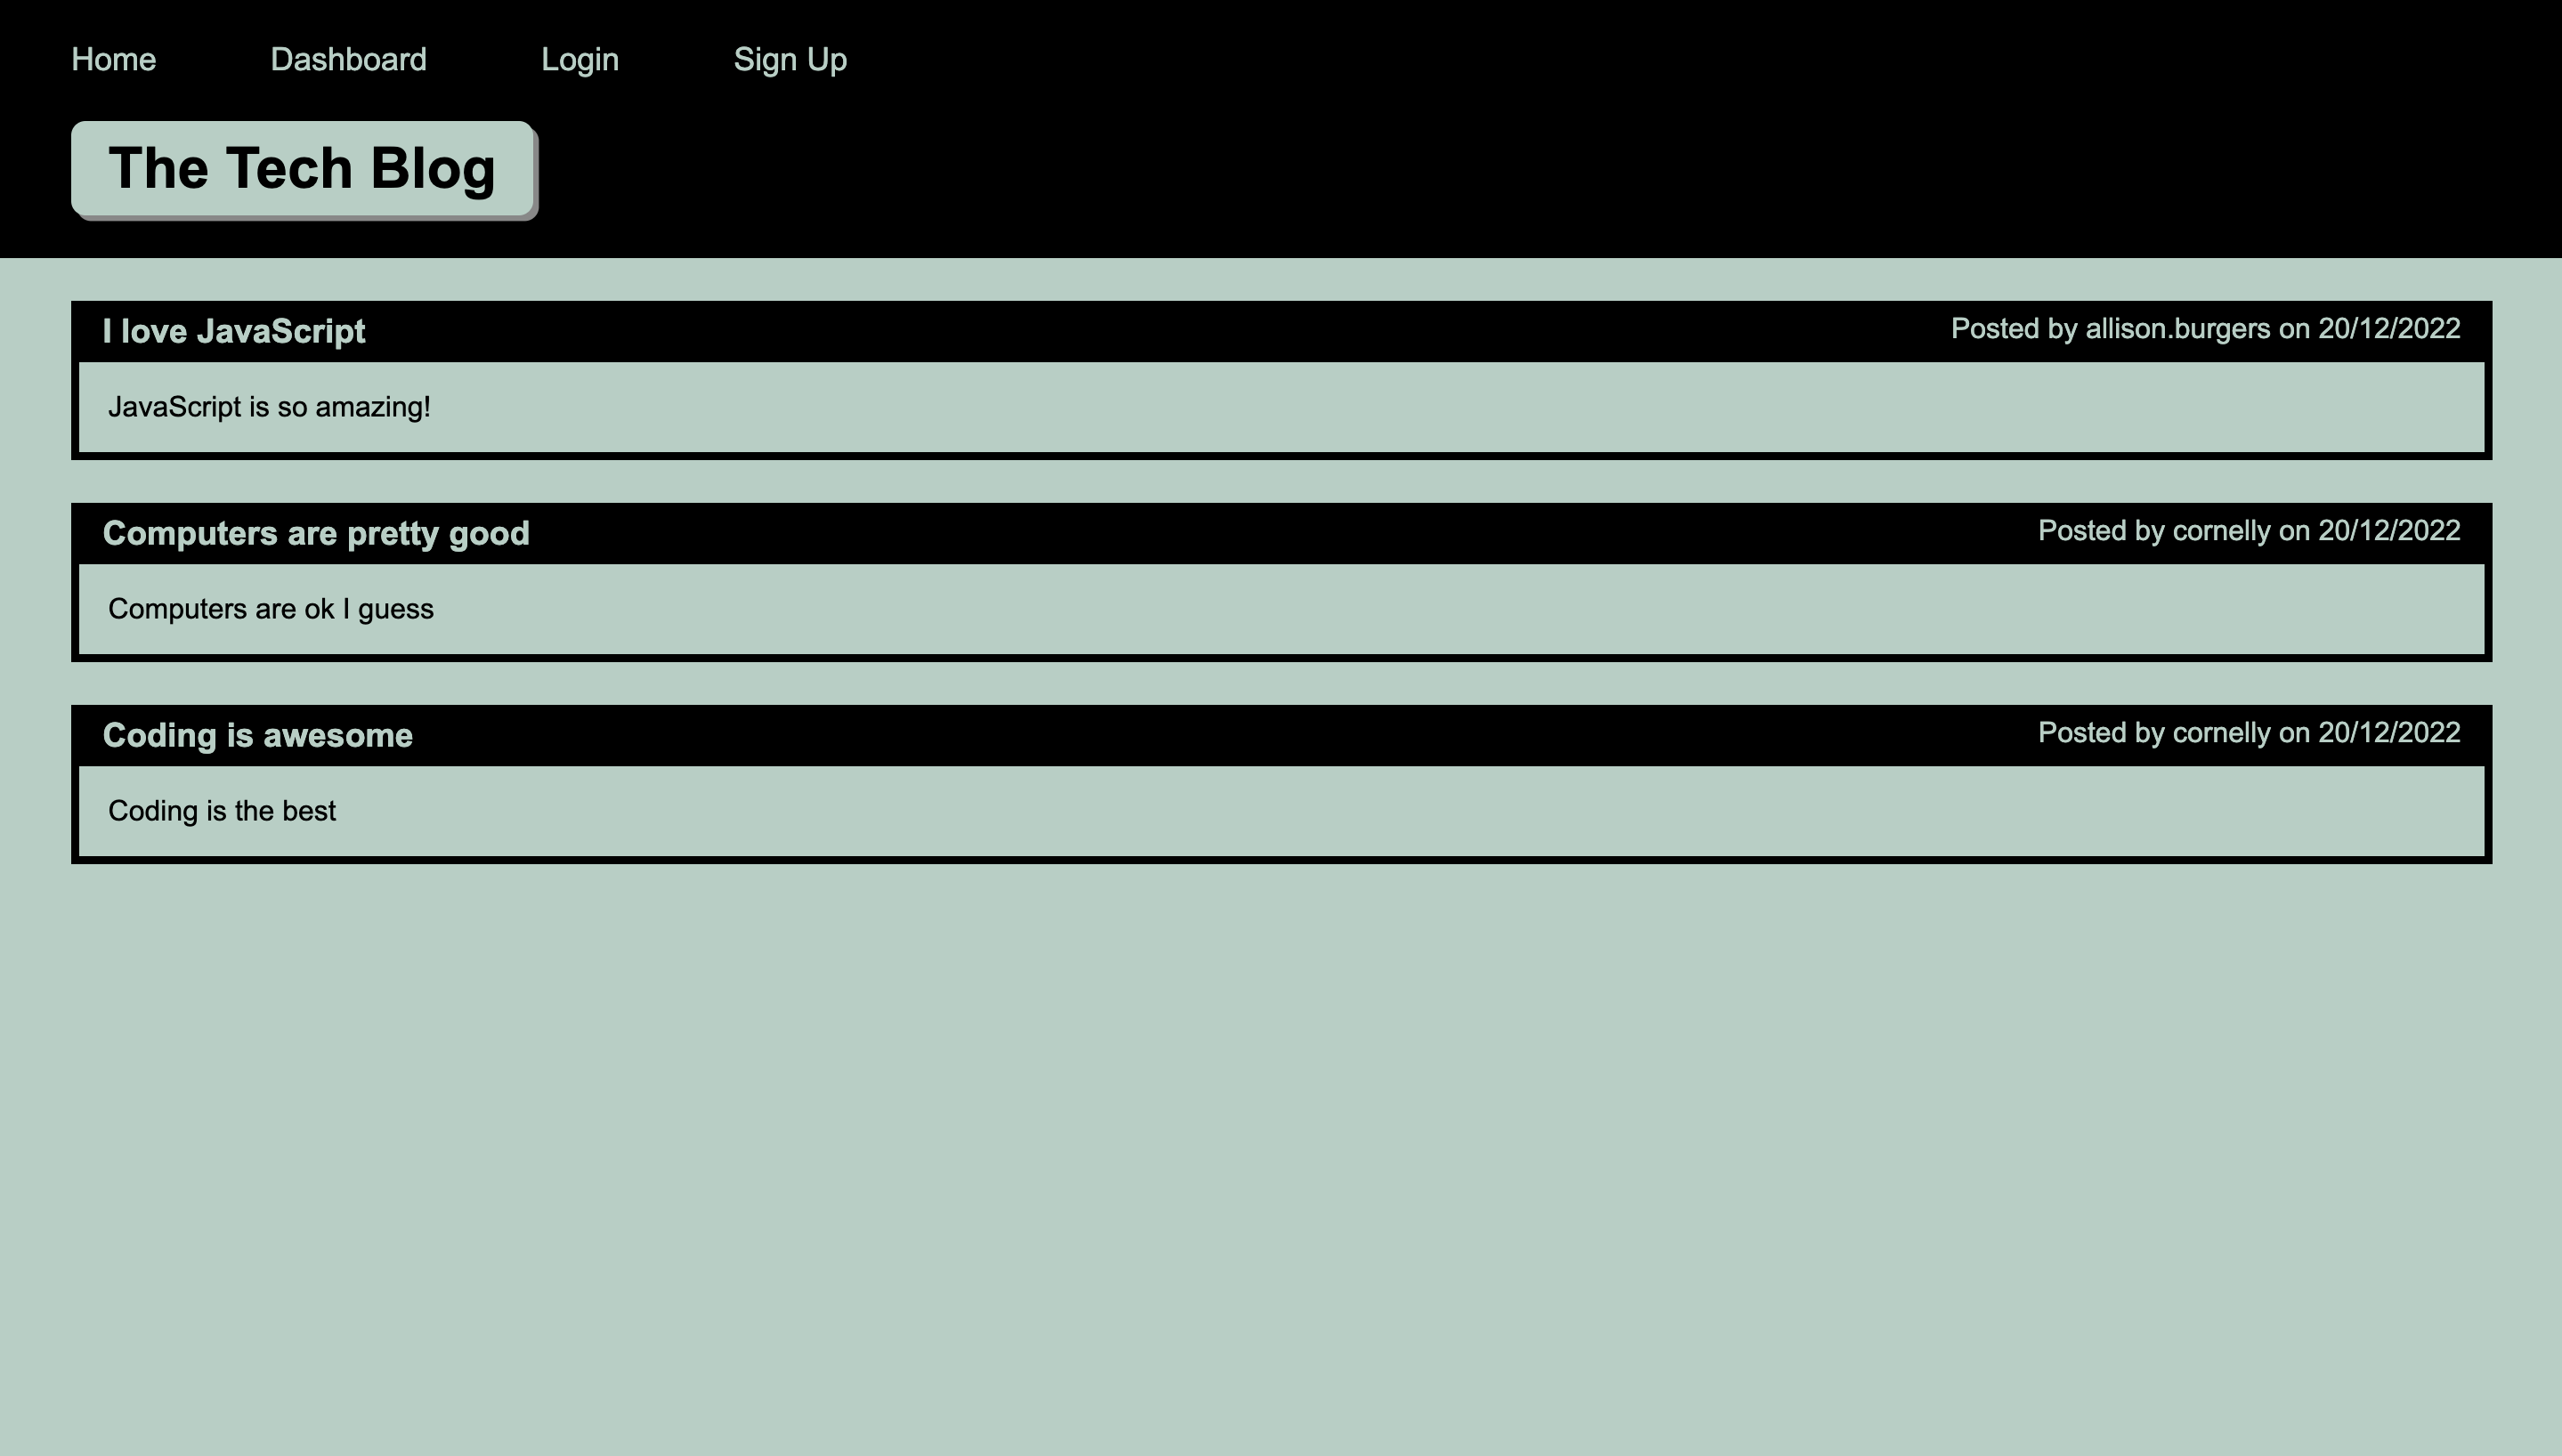 Home Dashboard Login Sign Up
The Tech Blog
I love JavaScript Posted by allison.burgers on 20/12/2022
JavaScript is so amazing!
Computers are pretty good Posted by cornelly on 20/12/2022
Computers are ok I guess
Coding is awesome Posted by cornelly on 20/12/2022
Coding is the best